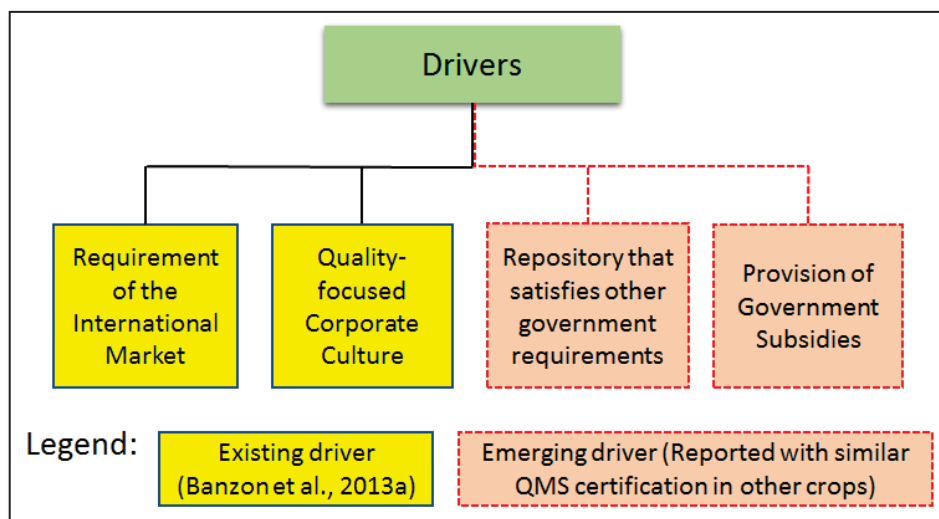 Drivers
Requirement
of the
International
Market
Quality-
focused
Corporate
Culture
Repository that
satisfies other
government
requirements
Provision of
Government
Subsidies
Legend:
Existing driver
(Banzon et al., 2013a)
Emerging driver (Reported with similar
QMS certification in other crops)